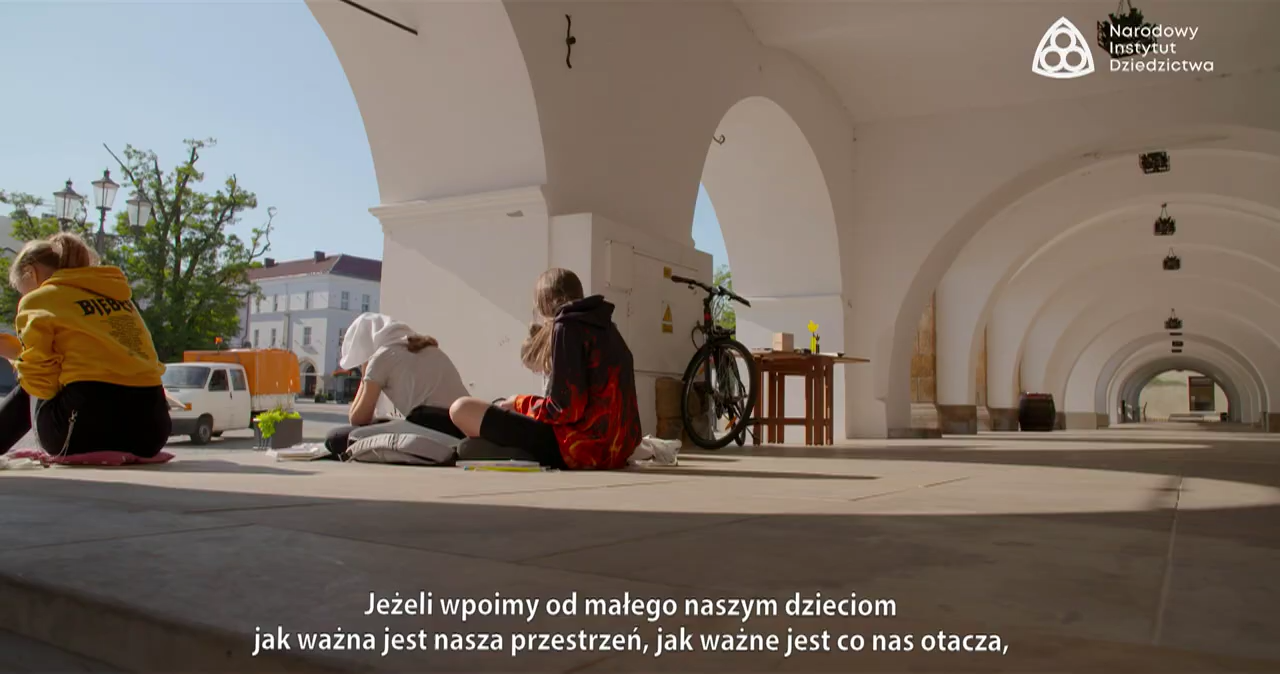 Narodowy
Instytut
Dziedzictwa
Jeżeli wpoimy od małego naszym dzieciom
jak ważna jest nasza przestrzeń, jak ważne jest co nas otacza,